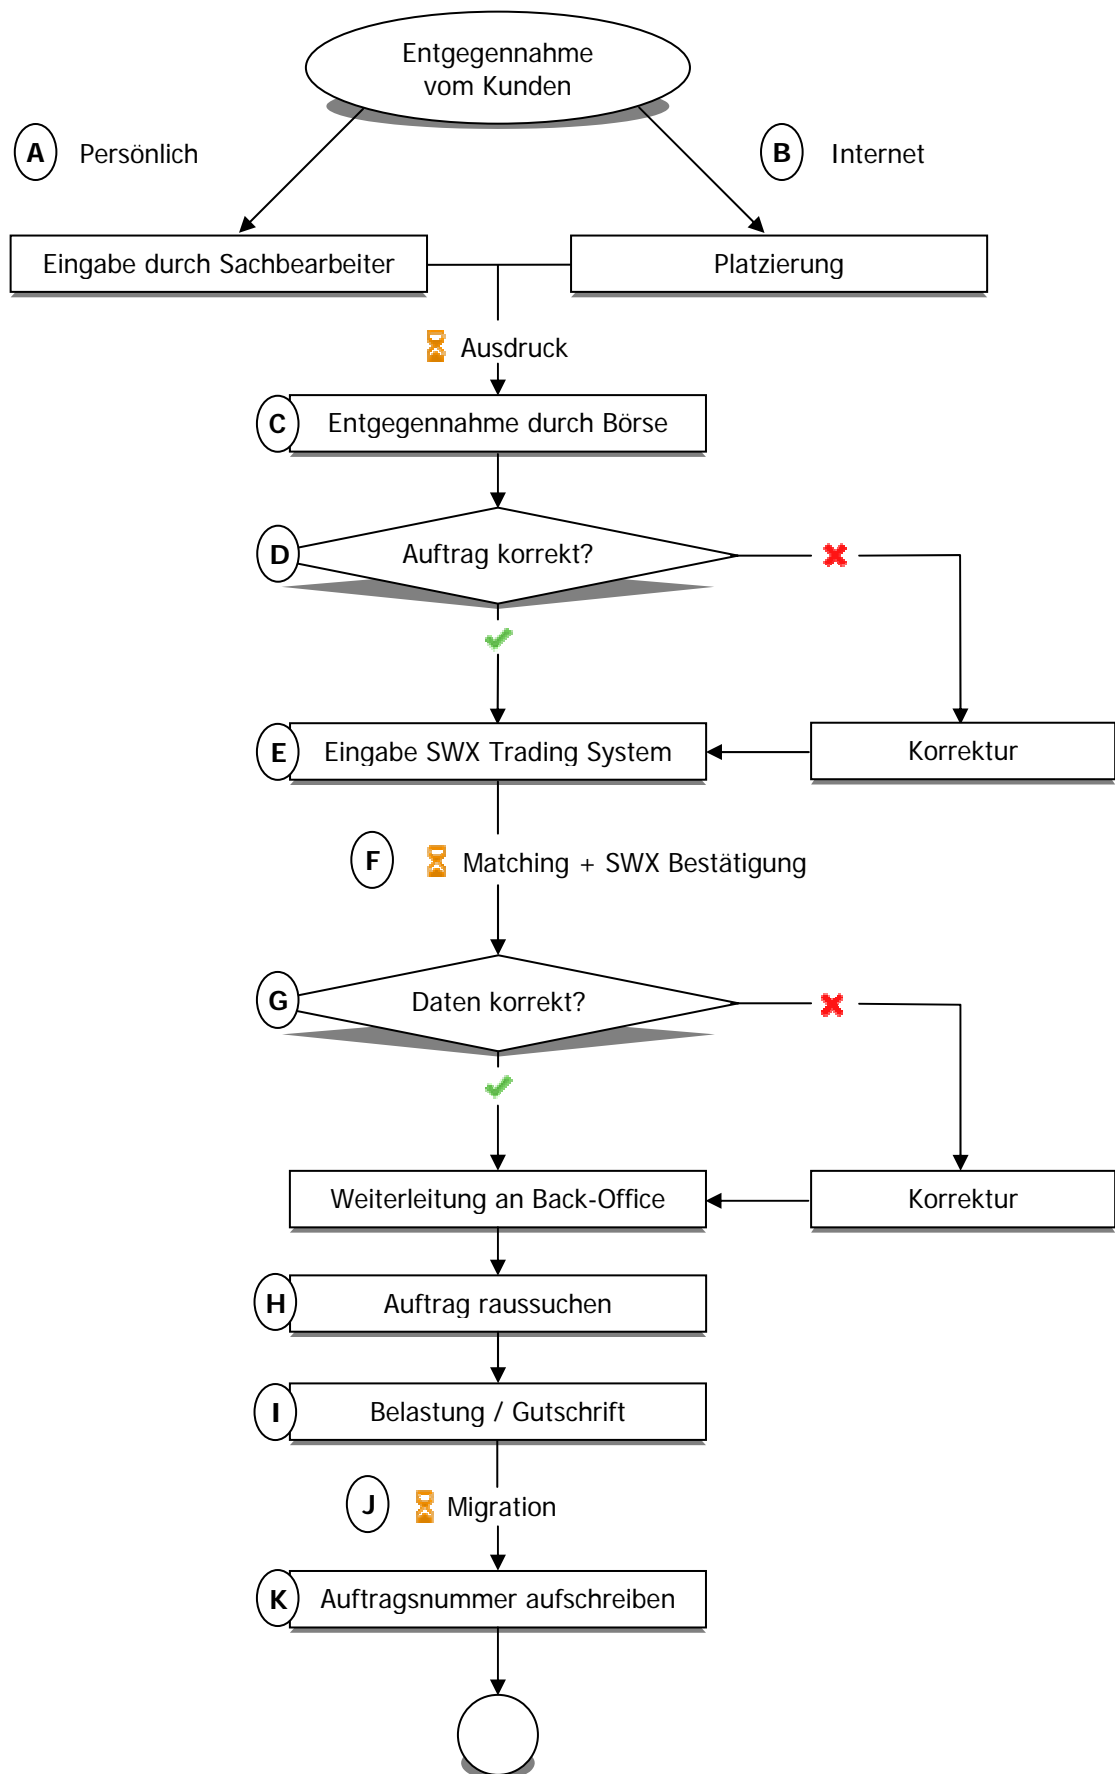 Entgegennahme
vom Kunden
A Persönlich
B Internet
Eingabe durch Sachbearbeiter
Platzierung
Ausdruck
C Entgegennahme durch Börse
D Auftrag korrekt?
E Eingabe SWX Trading System
Korrektur
F Matching + SWX Bestätigung
G Daten korrekt?
Weiterleitung an Back-Office
Korrektur
H Auftrag raussuchen
I Belastung / Gutschrift
J Migration
K Auftragsnummer aufschreiben